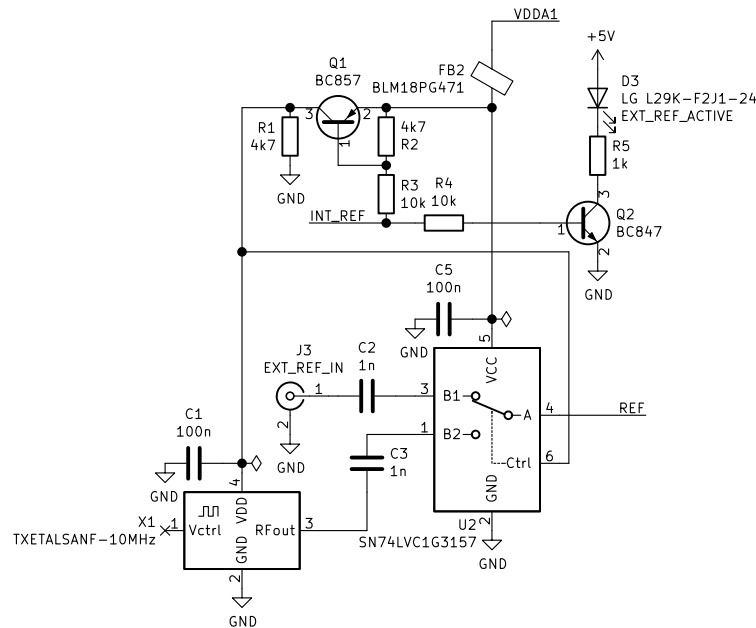 VDDA1
+5V
Q1
BC857
FB2
BLM18PG471
D3
LG L29K-F2J1-24
EXT_REF_ACTIVE
3
2
1
R1
4k7
4k7
R2
R5
1k
GND
R3
10k
R4
10k
INT_REF
3
1
2
Q2
BC847
GND
C5
100n
GND
5
VCC
J3
EXT_REF_IN
1
2
GND
C2
1n
3
B1
A
4
REF
1
B2
C3
1n
Ctrl
6
GND
2
U2
SN74LVC1G3157
GND
C1
100n
GND
4
VDD
X1
TXETALSANF-10MHz
1
Vctrl
RFout
3
GND
2
GND